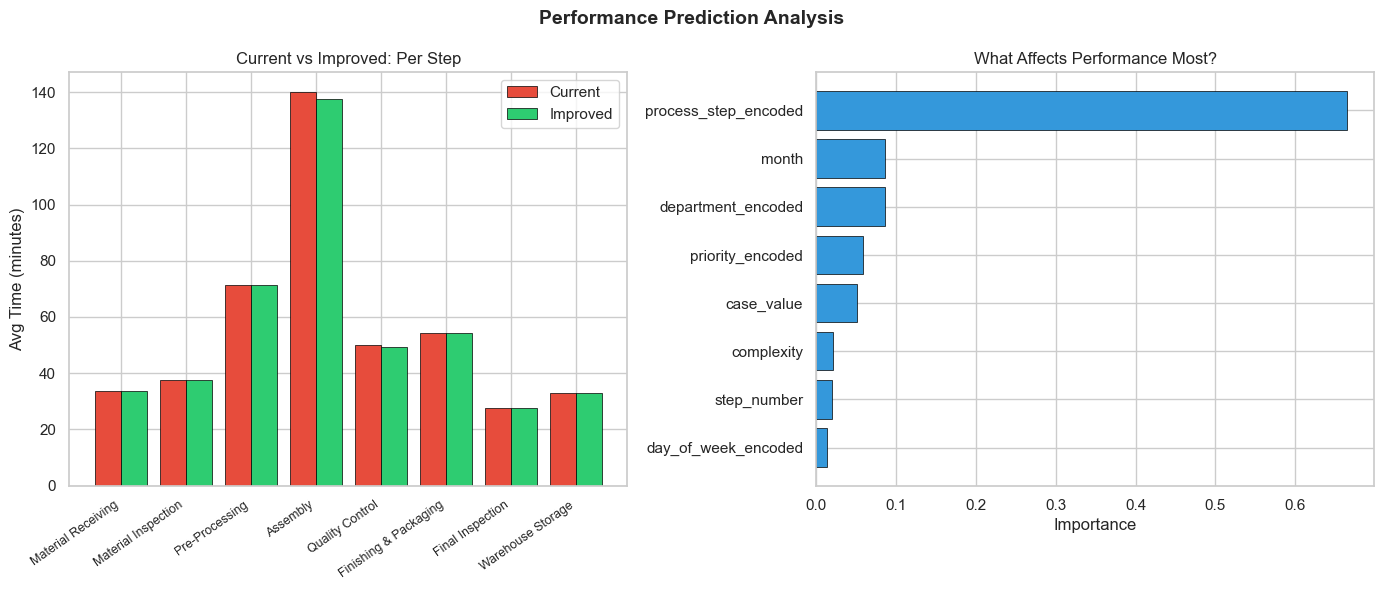 Performance Prediction Analysis
Current vs Improved: Per Step
Current
Improved
Avg Time (minutes)
140
120
100
80
60
40
20
0
Material Receiving
Material Inspection
Pre-Processing
Assembly
Quality Control
Finishing & Packaging
Final Inspection
Warehouse Storage
What Affects Performance Most?
process_step_encoded
month
department_encoded
priority_encoded
case_value
complexity
step_number
day_of_week_encoded
0.0 0.1 0.2 0.3 0.4 0.5 0.6
Importance